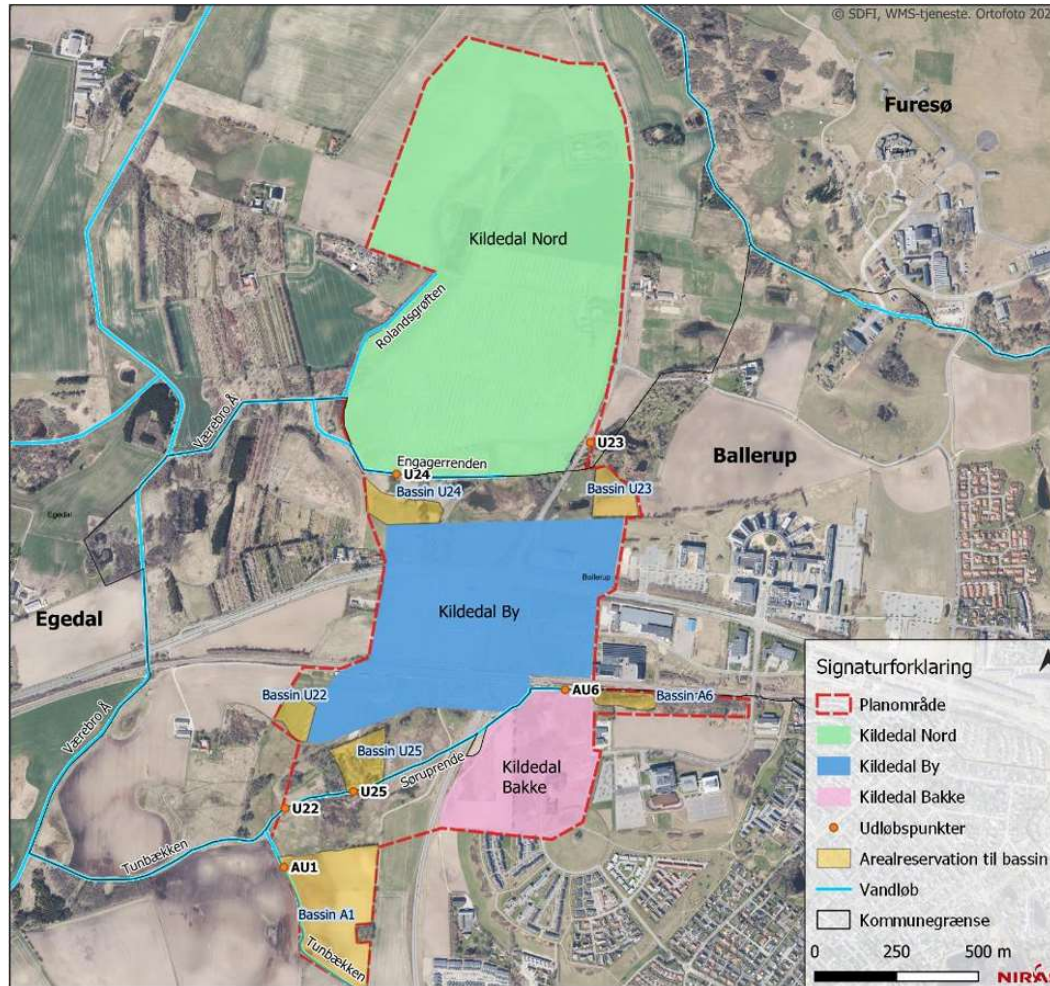 © SDFI, WMS-tjeneste. Ortofoto 202
Furesø
Kildedal Nord
Rolandsgrøften
Værebro Å
U23
Engagerrenden
U24
Bassin U24
Bassin U23
Ballerup
Egedal
Ballerup
Kildedal By
Egedal
AU6
Bassin A6
Bassin U22
Værebro Å
Bassin U25
Søruprende
Kildedal
Bakke
U25
U22
Tunbækken
AU1
Bassin A1
Tunbækken
Signaturforklaring
Planområde
Kildedal Nord
Kildedal By
Kildedal Bakke
Udløbspunkter
Arealreservation til bassin
Vandløb
Kommunegrænse
0 250 500 m
NIRAS